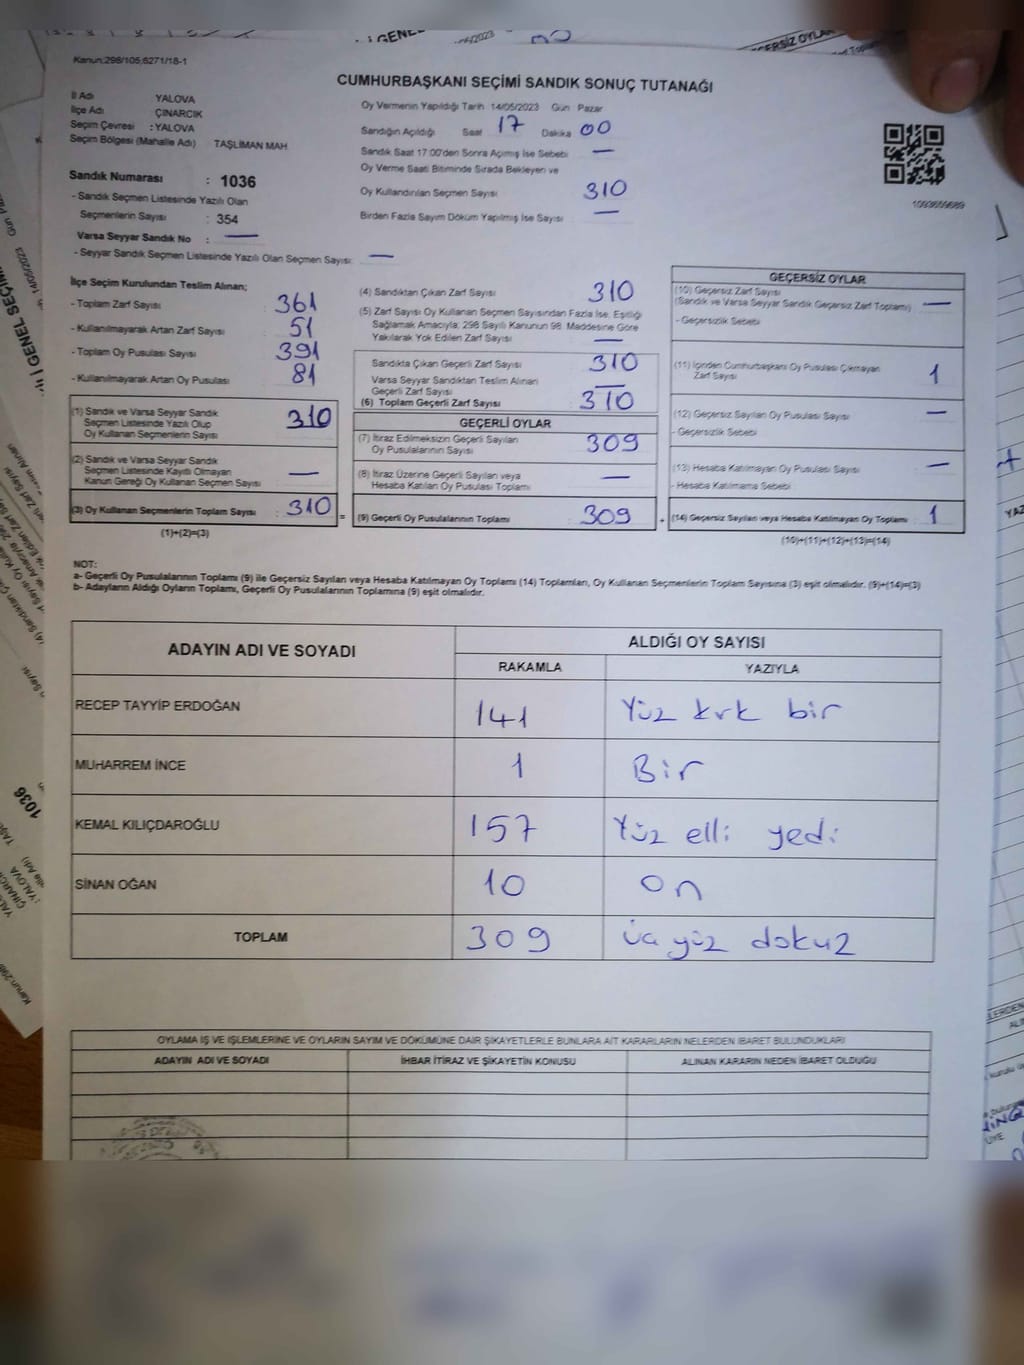 Kanun:298/105;6271/18-1
CUMHURBAŞKANI SEÇİMİ SANDIK SONUÇ TUTANAĞI
İl Adı YALOVA
İlçe Adı ÇINARCIK
Seçim Çevresi : YALOVA
Seçim Bölgesi (Mahalle Adı) TAŞLİMAN MAH
Sandık Numarası : 1036
- Sandık Seçmen Listesinde Yazılı Olan
Seçmenlerin Sayısı : 354
Varsa Seyyar Sandık No : —
- Seyyar Sandık Seçmen Listesinde Yazılı Olan Seçmen Sayısı: —
Oy Vermenin Yapıldığı Tarih 14/05/2023 Gün Pazar
Sandığın Açıldığı Saat 17 Dakika 00
Sandık Saat 17:00'den Sonra Açılmış İse Sebebi —
Oy Verme Saati Bitiminde Sırada Bekleyen ve
Oy Kullandırılan Seçmen Sayısı 310
Birden Fazla Sayım Döküm Yapılmış İse Sayısı —
1093659689
İlçe Seçim Kurulundan Teslim Alınan;
- Toplam Zarf Sayısı : 361
- Kullanılmayarak Artan Zarf Sayısı 51
- Toplam Oy Pusulası Sayısı 391
- Kullanılmayarak Artan Oy Pusulası 81
(1) Sandık ve Varsa Seyyar Sandık
Seçmen Listesinde Yazılı Olup
Oy Kullanan Seçmenlerin Sayısı 310
(2) Sandık ve Varsa Seyyar Sandık
Seçmen Listesinde Kayıtlı Olmayan
Kanun Gereği Oy Kullanan Seçmen Sayısı —
(3) Oy Kullanan Seçmenlerin Toplam Sayısı : 310 =
(1)+(2)=(3)
(4) Sandıktan Çıkan Zarf Sayısı 310
(5) Zarf Sayısı Oy Kullanan Seçmen Sayısından Fazla İse, Eşitliği
Sağlamak Amacıyla; 298 Sayılı Kanunun 98. Maddesine Göre
Yakılarak Yok Edilen Zarf Sayısı —
Sandıkta Çıkan Geçerli Zarf Sayısı 310
Varsa Seyyar Sandıktan Teslim Alınan
Geçerli Zarf Sayısı —
(6) Toplam Geçerli Zarf Sayısı 310
GEÇERLİ OYLAR
(7) İtiraz Edilmeksizin Geçerli Sayılan
Oy Pusulalarının Sayısı 309
(8) İtiraz Üzerine Geçerli Sayılan veya
Hesaba Katılan Oy Pusulası Toplamı —
(9) Geçerli Oy Pusulalarının Toplamı 309 +
GEÇERSİZ OYLAR
(10) Geçersiz Zarf Sayısı
(Sandık ve Varsa Seyyar Sandık Geçersiz Zarf Toplamı) —
- Geçersizlik Sebebi
(11) İçinden Cumhurbaşkanı Oy Pusulası Çıkmayan
Zarf Sayısı 1
(12) Geçersiz Sayılan Oy Pusulası Sayısı —
- Geçersizlik Sebebi
(13) Hesaba Katılmayan Oy Pusulası Sayısı —
- Hesaba Katılmama Sebebi
(14) Geçersiz Sayılan veya Hesaba Katılmayan Oy Toplamı 1
(10)+(11)+(12)+(13)=(14)
NOT:
a- Geçerli Oy Pusulalarının Toplamı (9) ile Geçersiz Sayılan veya Hesaba Katılmayan Oy Toplamı (14) Toplamları, Oy Kullanan Seçmenlerin Toplam Sayısına (3) eşit olmalıdır. (9)+(14)=(3)
b- Adayların Aldığı Oyların Toplamı, Geçerli Oy Pusulalarının Toplamına (9) eşit olmalıdır.
ADAYIN ADI VE SOYADI
ALDIĞI OY SAYISI
RAKAMLA YAZIYLA
RECEP TAYYİP ERDOĞAN 141 Yüz kırk bir
MUHARREM İNCE 1 Bir
KEMAL KILIÇDAROĞLU 157 Yüz elli yedi
SİNAN OĞAN 10 On
TOPLAM 309 üç yüz dokuz
OYLAMA İŞ VE İŞLEMLERİNE VE OYLARIN SAYIM VE DÖKÜMÜNE DAİR ŞİKAYETLERLE BUNLARA AİT KARARLARIN NELERDEN İBARET BULUNDUKLARI
ADAYIN ADI VE SOYADI İHBAR İTİRAZ VE ŞİKAYETİN KONUSU ALINAN KARARIN NEDEN İBARET OLDUĞU